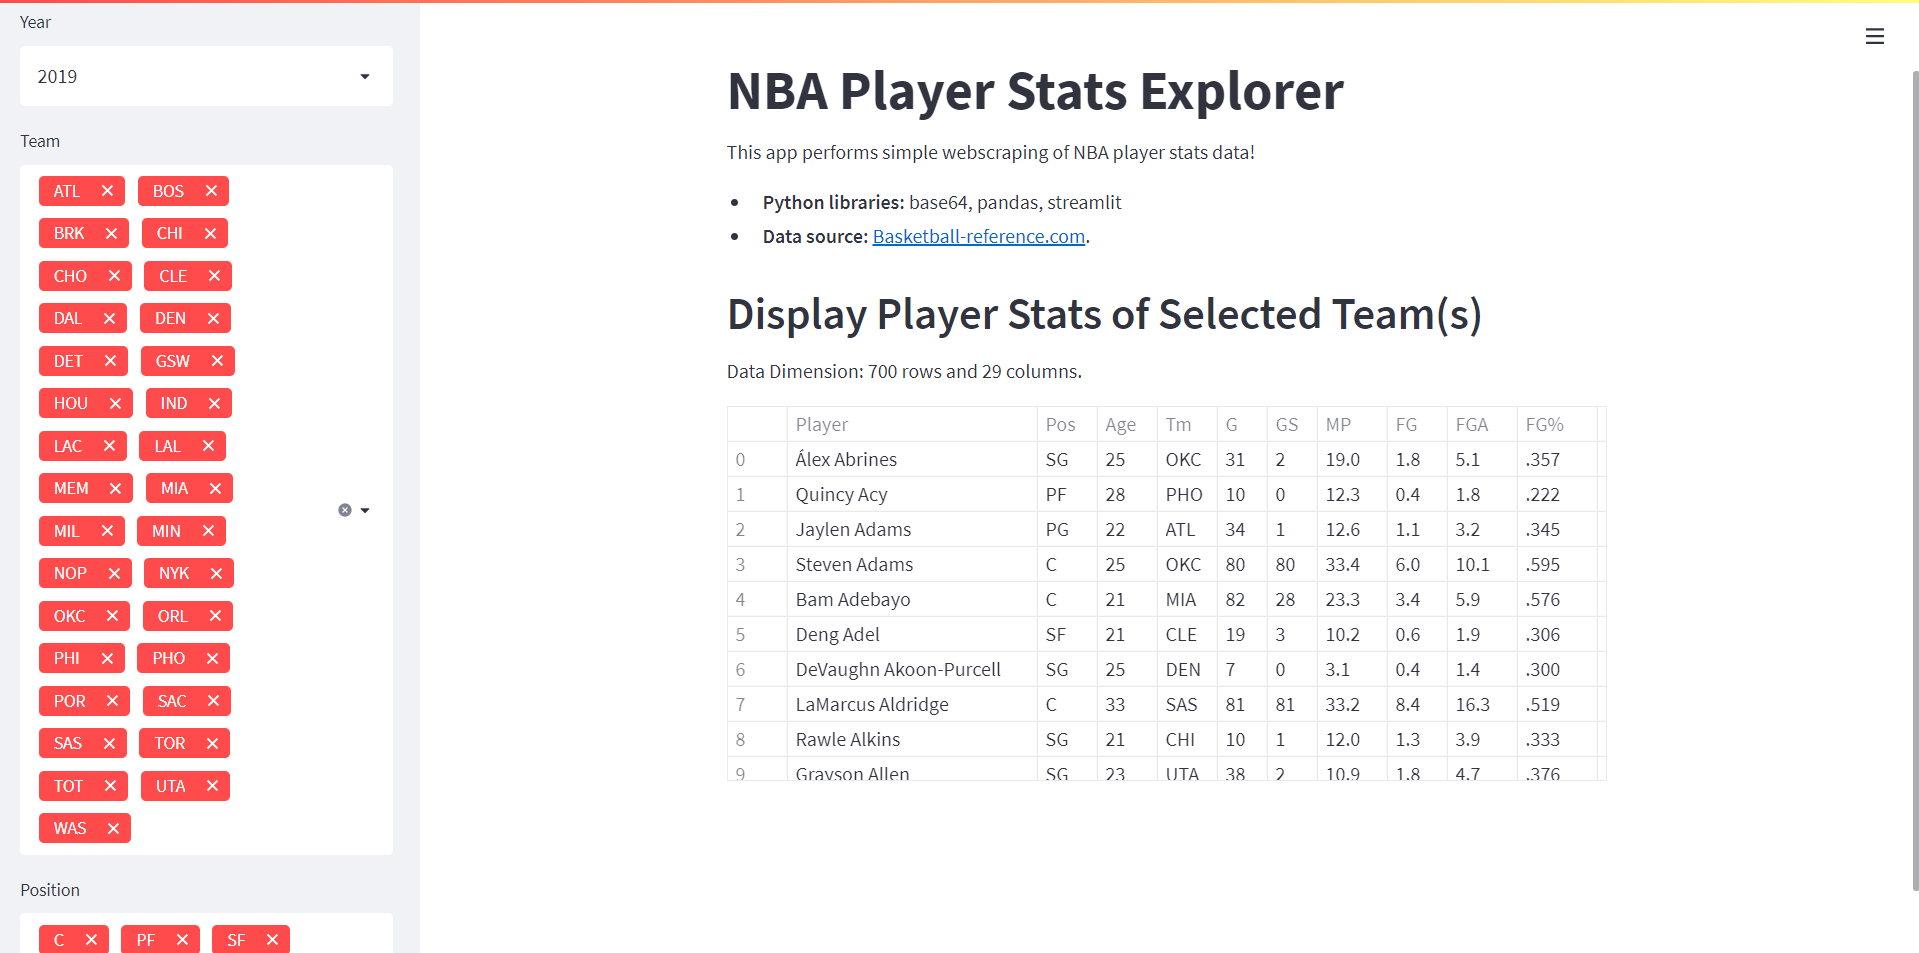 Year
2019
Team
ATL BOS
BRK CHI
CHO CLE
DAL DEN
DET GSW
HOU IND
LAC LAL
MEM MIA
MIL MIN
NOP NYK
OKC ORL
PHI PHO
POR SAC
SAS TOR
TOT UTA
WAS
Position
C PF SF
NBA Player Stats Explorer
This app performs simple webscraping of NBA player stats data!
• Python libraries: base64, pandas, streamlit
• Data source: Basketball-reference.com.
Display Player Stats of Selected Team(s)
Data Dimension: 700 rows and 29 columns.
Player Pos Age Tm G GS MP FG FGA FG%
0 Álex Abrines SG 25 OKC 31 2 19.0 1.8 5.1 .357
1 Quincy Acy PF 28 PHO 10 0 12.3 0.4 1.8 .222
2 Jaylen Adams PG 22 ATL 34 1 12.6 1.1 3.2 .345
3 Steven Adams C 25 OKC 80 80 33.4 6.0 10.1 .595
4 Bam Adebayo C 21 MIA 82 28 23.3 3.4 5.9 .576
5 Deng Adel SF 21 CLE 19 3 10.2 0.6 1.9 .306
6 DeVaughn Akoon-Purcell SG 25 DEN 7 0 3.1 0.4 1.4 .300
7 LaMarcus Aldridge C 33 SAS 81 81 33.2 8.4 16.3 .519
8 Rawle Alkins SG 21 CHI 10 1 12.0 1.3 3.9 .333
9 Grayson Allen SG 23 UTA 38 2 10.9 1.8 4.7 .376